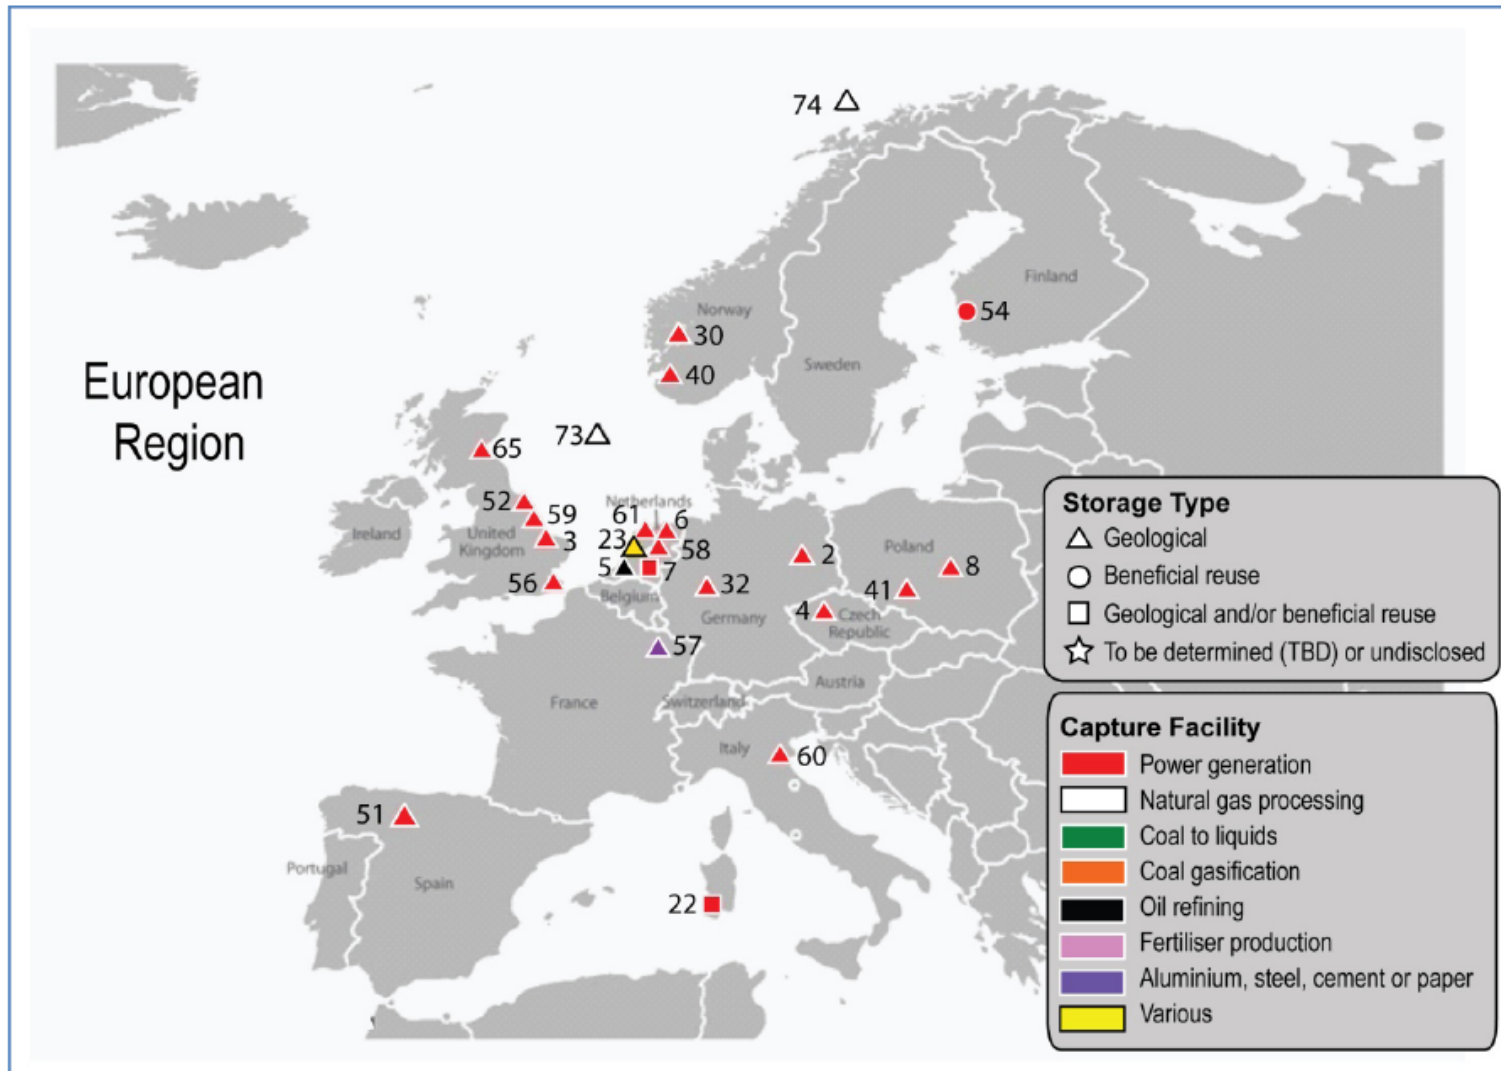 74
Finland
Norway
54
30
Sweden
40
European
Region
73
65
Netherlands
52
61
6
59
Ireland
United
Kingdom
23
3
58
2
Poland
5
7
8
56
Belgium
32
41
4
Germany
Czech
Republic
57
Austria
France
Switzerland
Italy
60
51
Portugal
Spain
22
Storage Type
Geological
Beneficial reuse
Geological and/or beneficial reuse
To be determined (TBD) or undisclosed
Capture Facility
Power generation
Natural gas processing
Coal to liquids
Coal gasification
Oil refining
Fertiliser production
Aluminium, steel, cement or paper
Various